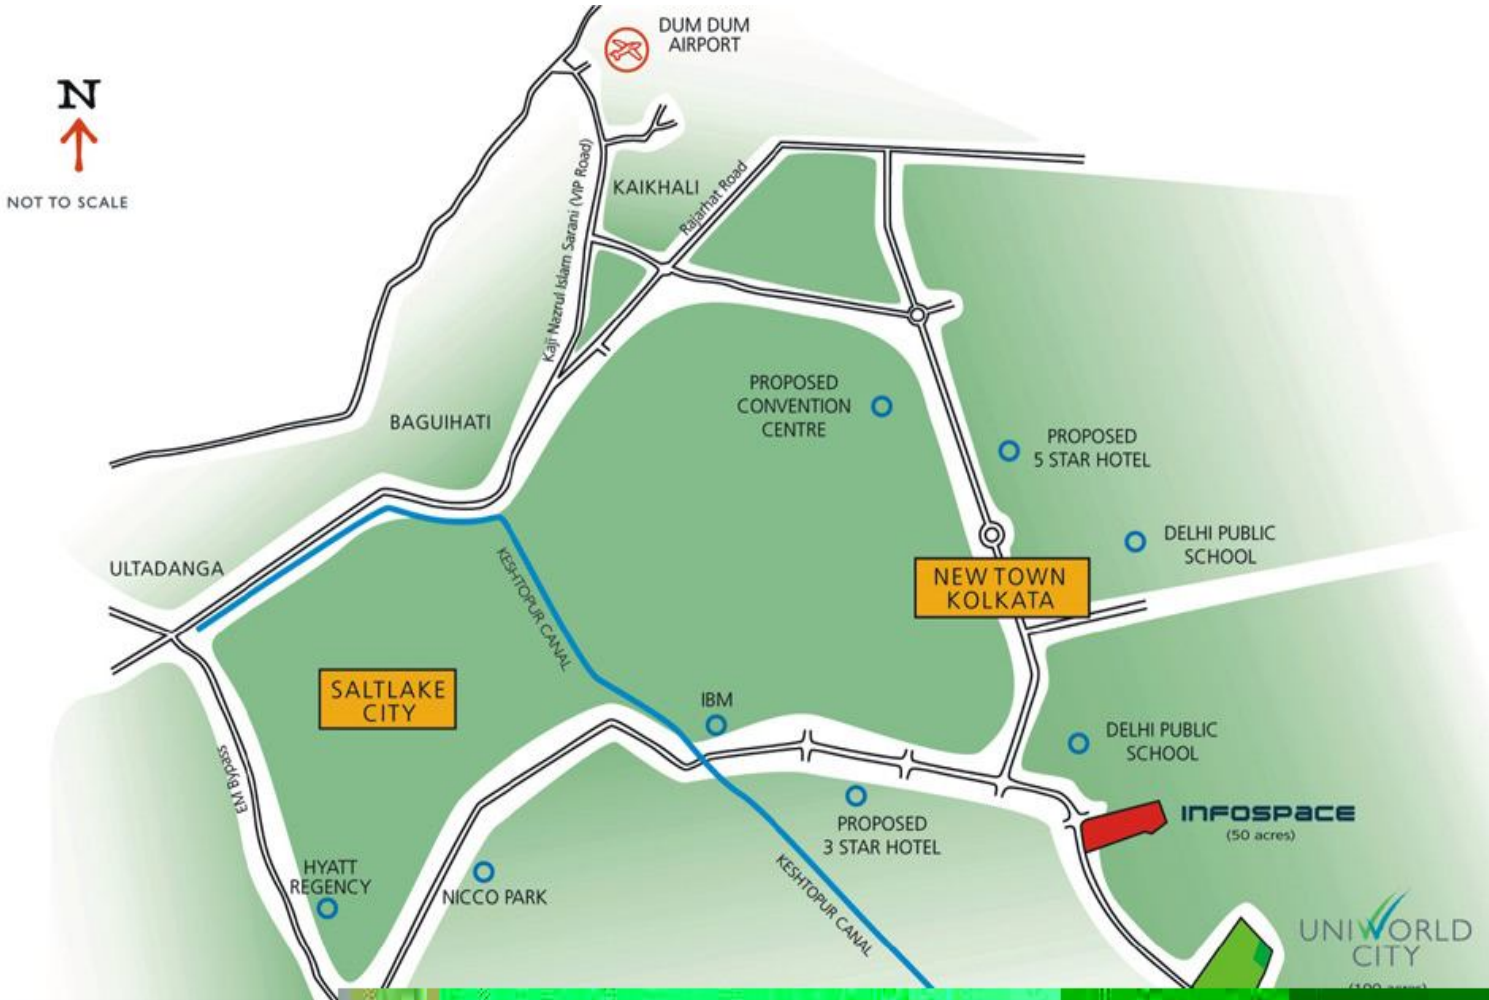 DUM DUM
AIRPORT
N
NOT TO SCALE
KAIKHALI
Rajarhat Road
Kaji Nazrul Islam Sarani (VIP Road)
PROPOSED
CONVENTION
CENTRE
BAGUIHATI
PROPOSED
5 STAR HOTEL
DELHI PUBLIC
SCHOOL
ULTADANGA
KESHTOPUR CANAL
NEW TOWN
KOLKATA
SALTLAKE
CITY
IBM
DELHI PUBLIC
SCHOOL
EM Bypass
INFOSPACE
(50 acres)
PROPOSED
3 STAR HOTEL
HYATT
REGENCY
NICCO PARK
KESHTOPUR CANAL
UNIWORLD
CITY
(100 acres)